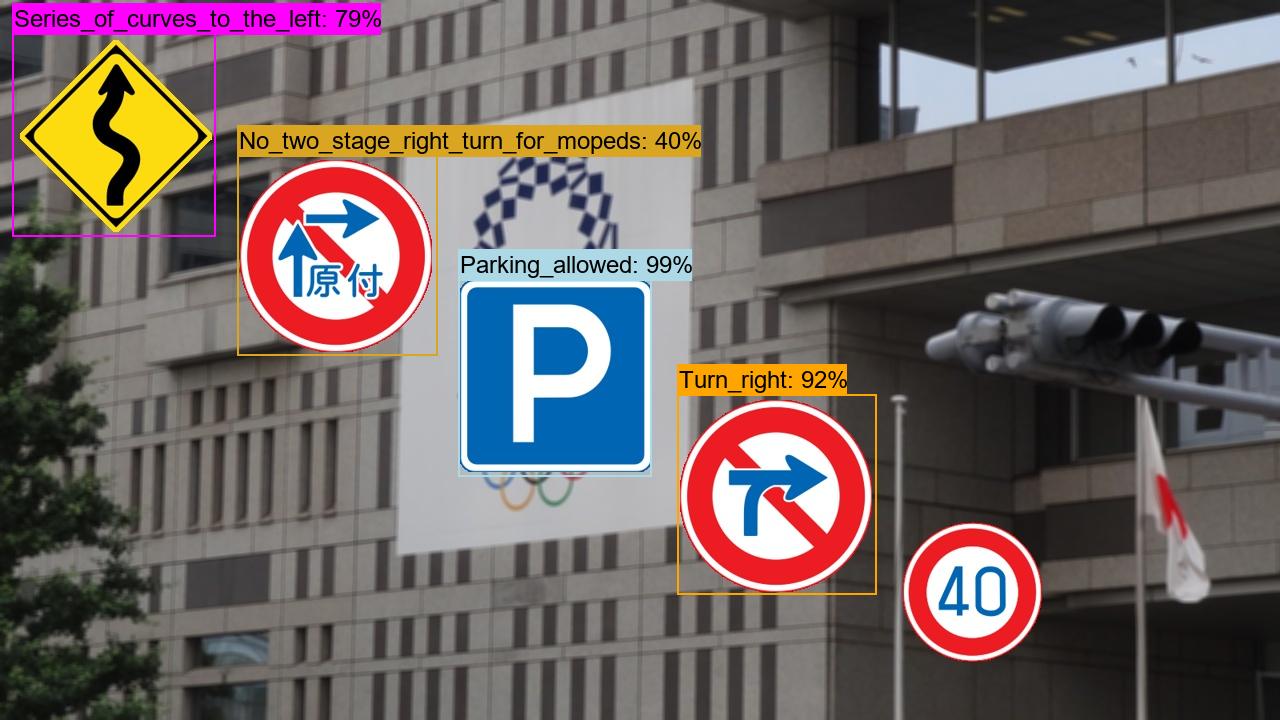 Series_of_curves_to_the_left: 79%
No_two_stage_right_turn_for_mopeds: 40%
原付
Parking_allowed: 99%
P
Turn_right: 92%
40